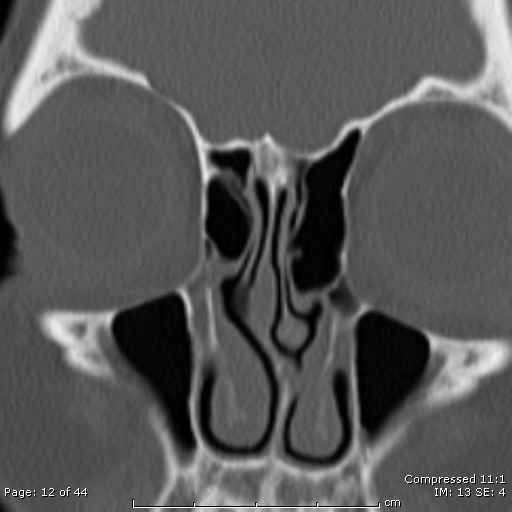 Compressed 11:1
Page: 12 of 44
IM: 13 SE: 4
cm